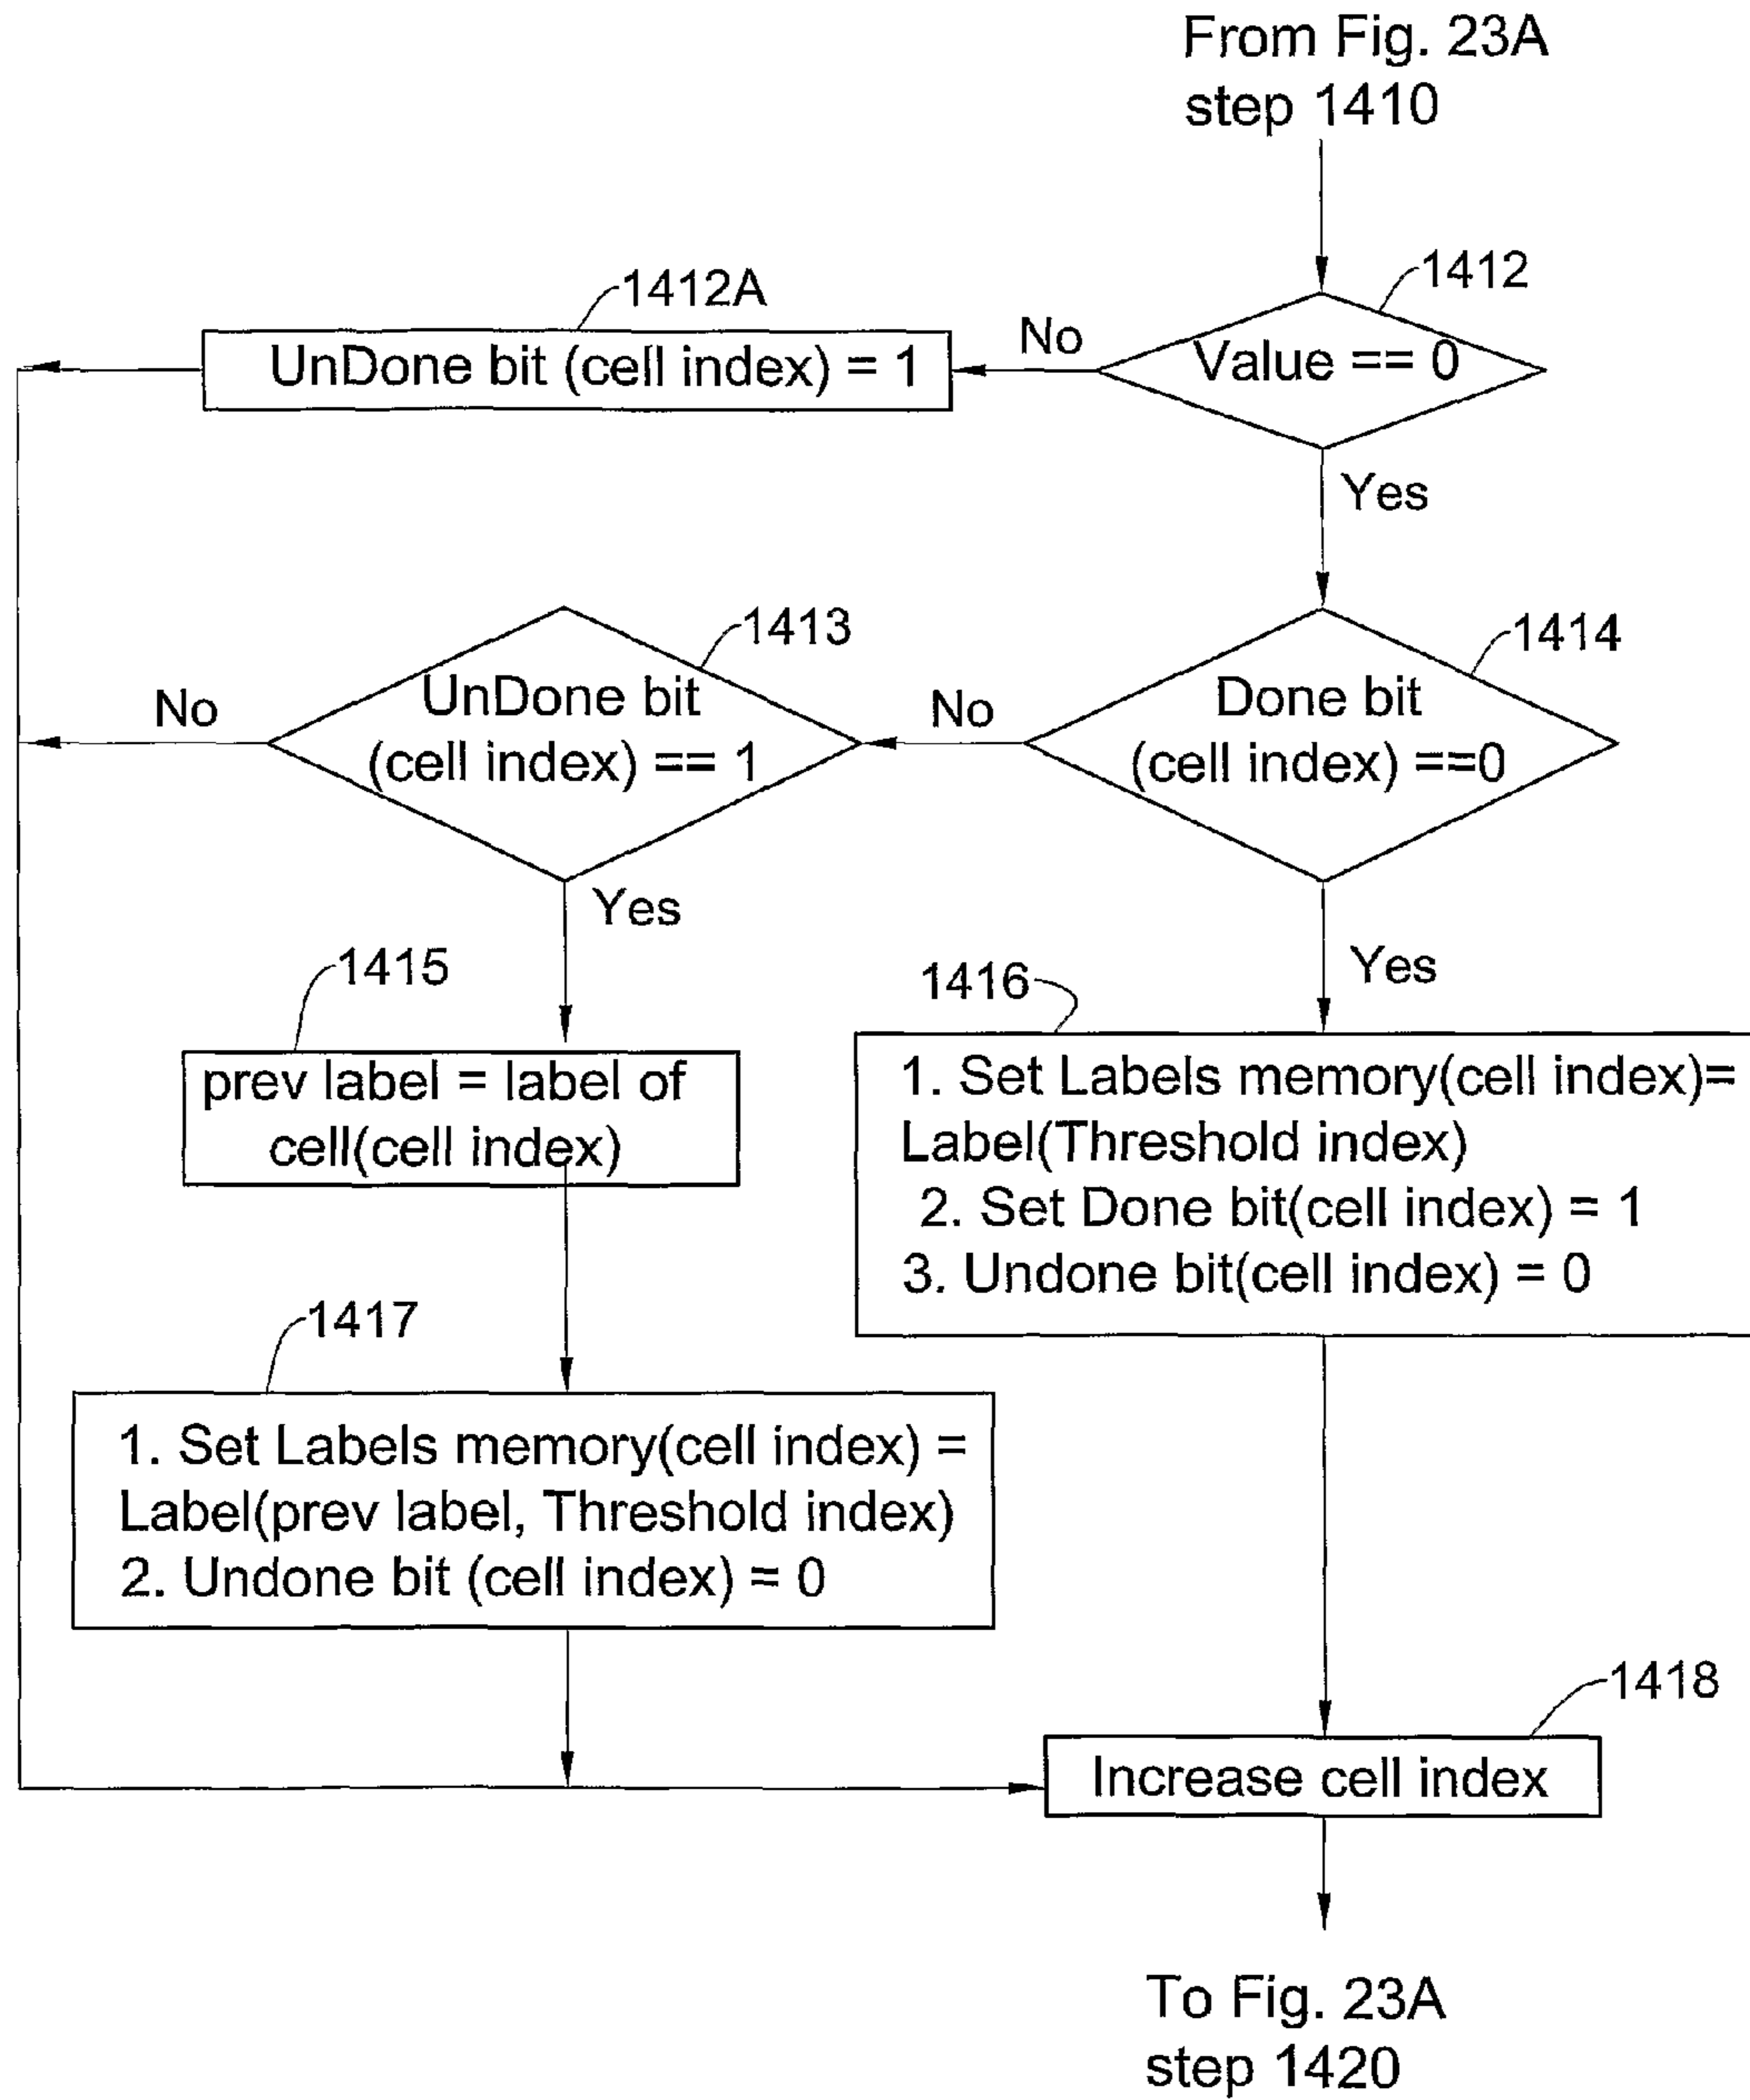 From Fig. 23A
step 1410
1412
1412A
No
Value == 0
UnDone bit (cell index) = 1
Yes
1413
1414
UnDone bit
(cell index) == 1
No
No
Done bit
(cell index) ==0
Yes
Yes
1415
1416
prev label = label of
cell(cell index)
1. Set Labels memory(cell index)=
Label(Threshold index)
2. Set Done bit(cell index) = 1
3. Undone bit(cell index) = 0
1417
1. Set Labels memory(cell index) =
Label(prev label, Threshold index)
2. Undone bit (cell index) = 0
1418
Increase cell index
To Fig. 23A
step 1420